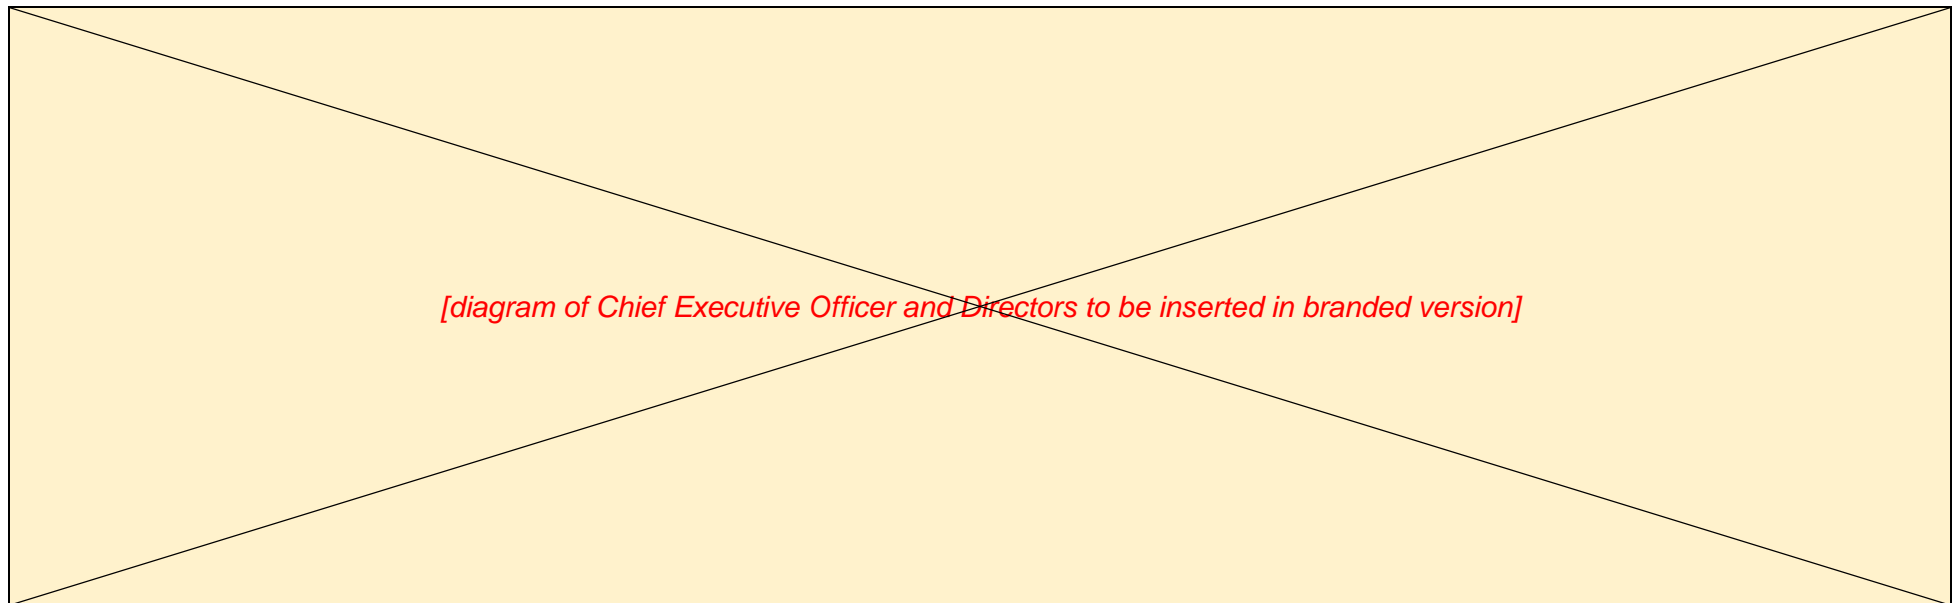 [diagram of Chief Executive Officer and Directors to be inserted in branded version]